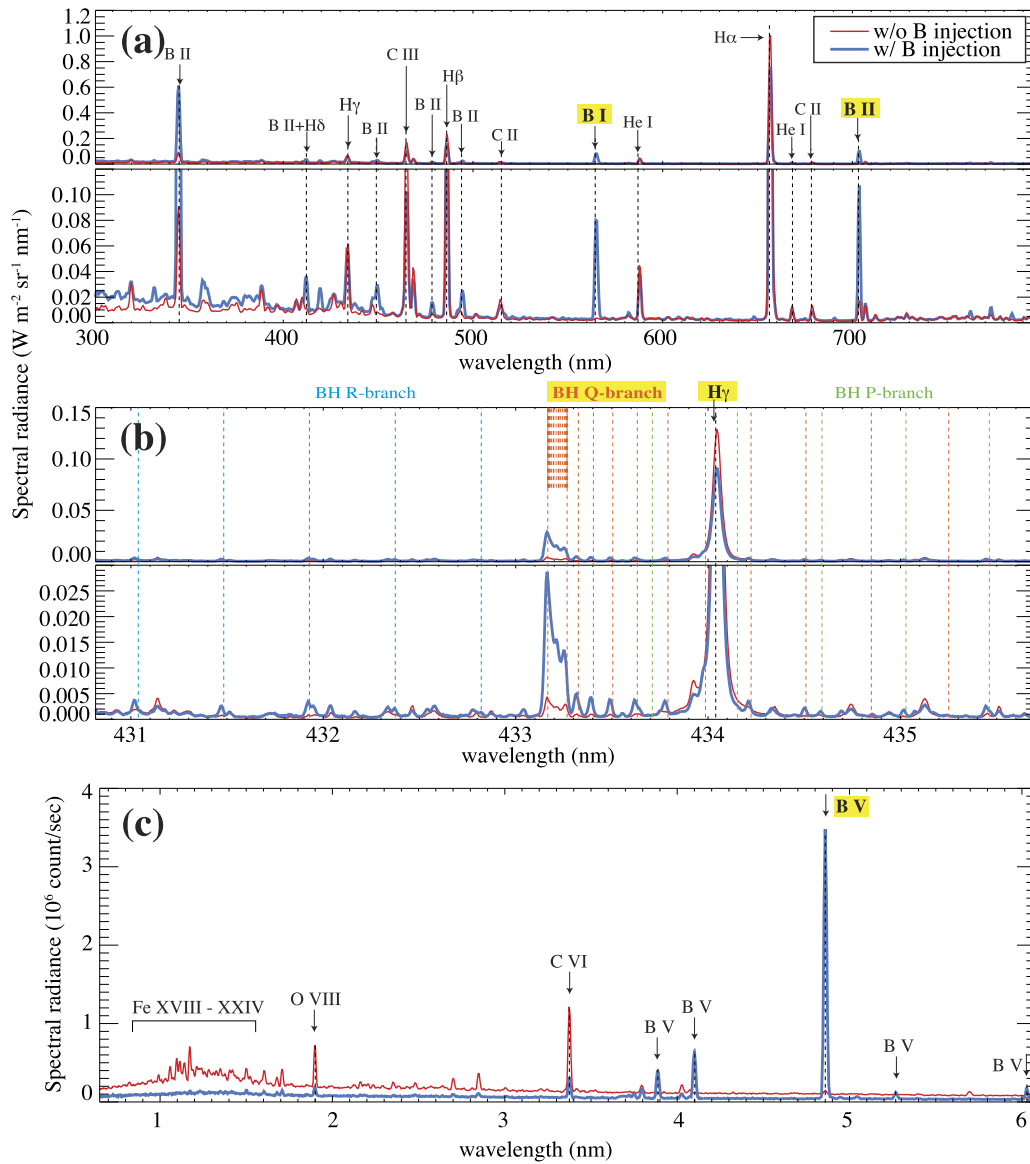 (a)
w/o B injection
w/ B injection
B II
B II+Hδ
Hγ
B II
C III
B II
Hβ
B II
C II
B I
He I
Hα
He I
C II
B II
1.2
1.0
0.8
0.6
0.4
0.2
0.0
0.10
0.08
0.06
0.04
0.02
0.00
300
400
500
600
700
wavelength (nm)
Spectral radiance (W m⁻² sr⁻¹ nm⁻¹)
BH R-branch
BH Q-branch
Hγ
BH P-branch
(b)
0.15
0.10
0.05
0.00
0.025
0.020
0.015
0.010
0.005
0.000
431
432
433
434
435
wavelength (nm)
(c)
B V
C VI
O VIII
Fe XVIII - XXIV
B V
B V
B V
B V
4
3
2
1
0
1
2
3
4
5
6
wavelength (nm)
Spectral radiance (10⁶ count/sec)